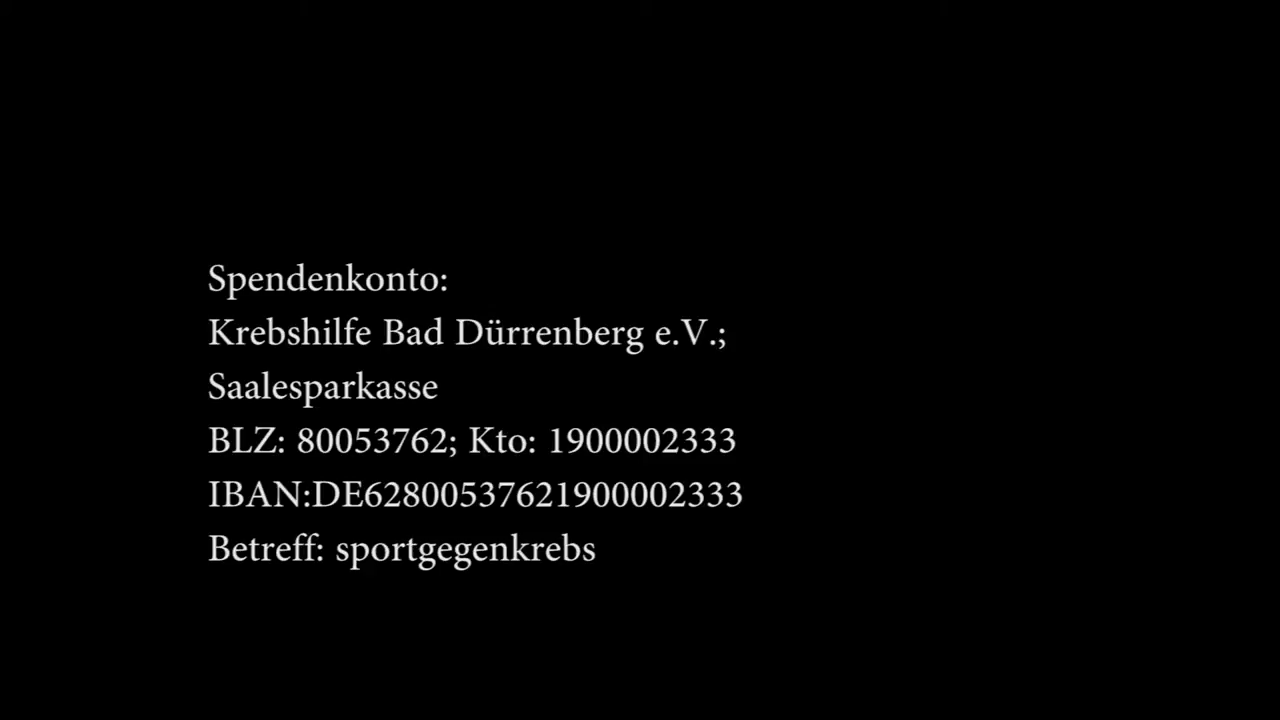 Spendenkonto:
Krebshilfe Bad Dürrenberg e.V.;
Saalesparkasse
BLZ: 80053762; Kto: 1900002333
IBAN:DE62800537621900002333
Betreff: sportgegenkrebs